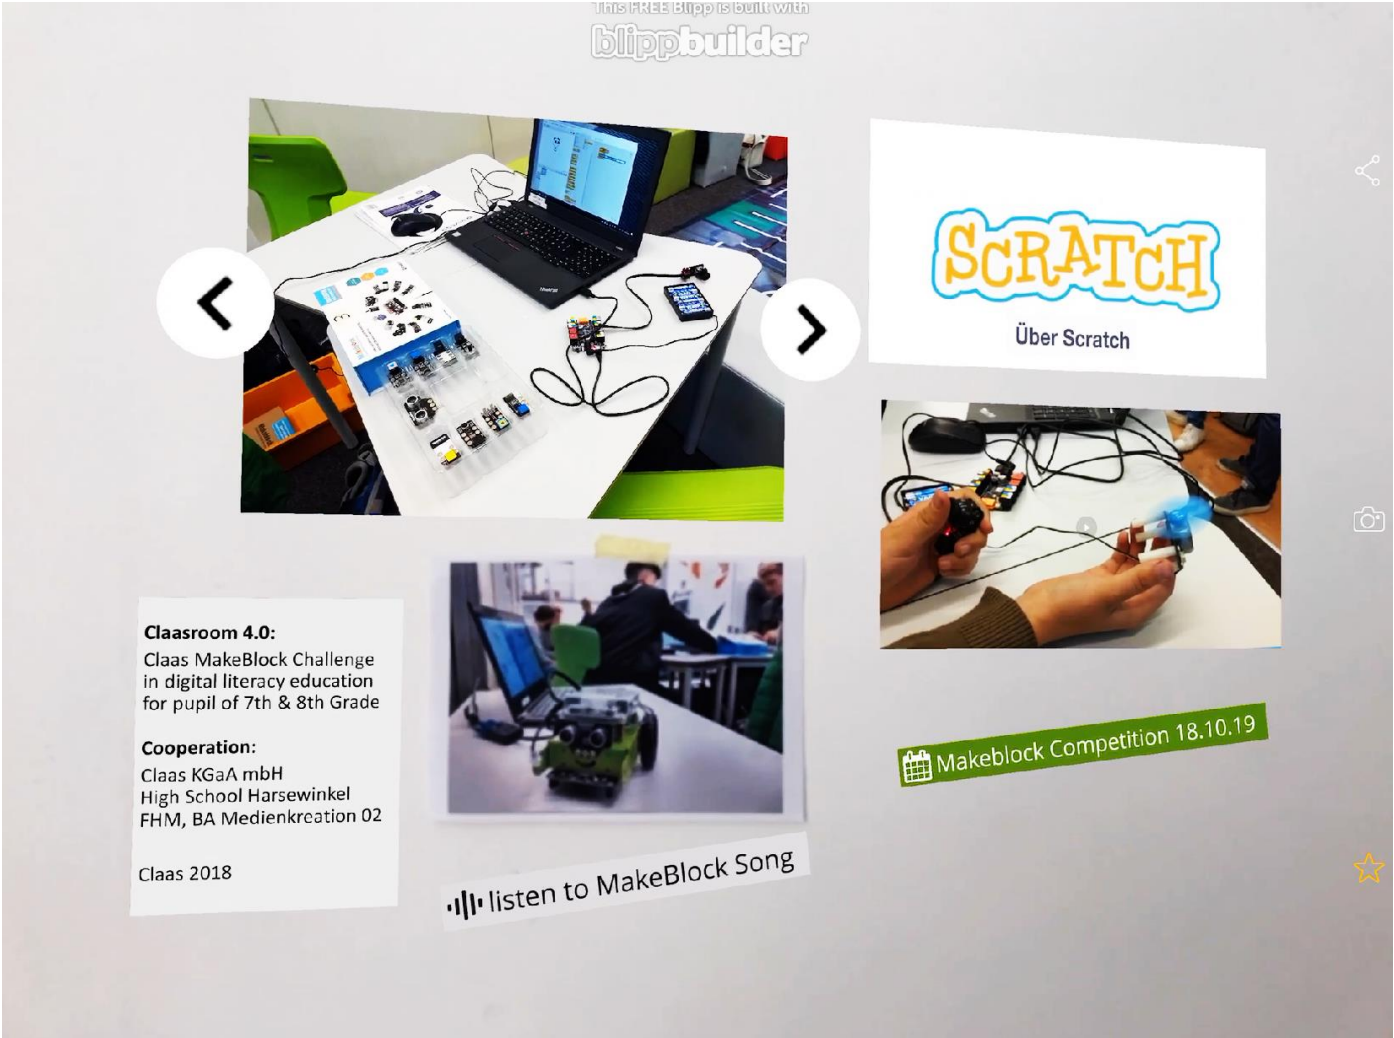 This FREE Blipp is built with
blippbuilder
SCRATCH
Über Scratch
Claasroom 4.0:
Claas MakeBlock Challenge
in digital literacy education
for pupil of 7th & 8th Grade
Cooperation:
Claas KGaA mbH
High School Harsewinkel
FHM, BA Medienkreation 02
Claas 2018
listen to MakeBlock Song
Makeblock Competition 18.10.19